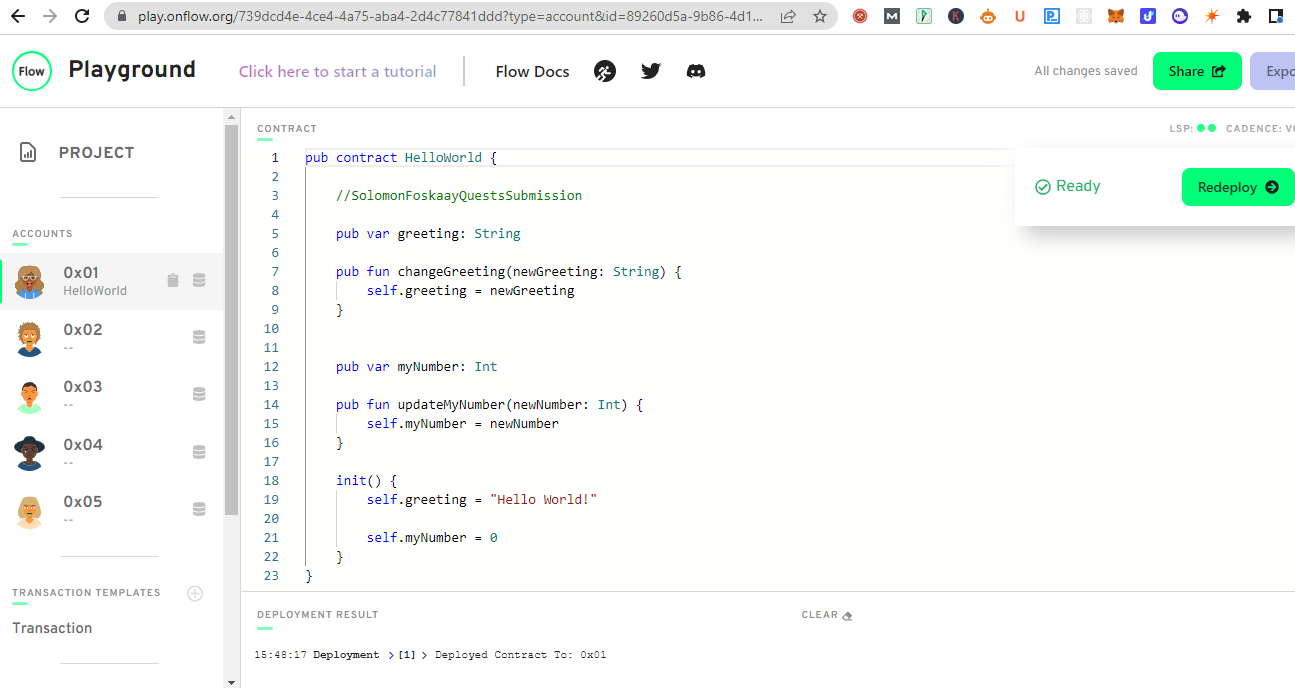 play.onflow.org/739dcd4e-4ce4-4a75-aba4-2d4c77841ddd?type=account&id=89260d5a-9b86-4d1...
Flow Playground Click here to start a tutorial Flow Docs All changes saved Share Expo
PROJECT
ACCOUNTS
0x01
HelloWorld
0x02
--
0x03
--
0x04
--
0x05
--
TRANSACTION TEMPLATES
Transaction
CONTRACT LSP: CADENCE: V0
Ready Redeploy
1 pub contract HelloWorld {
2
3 //SolomonFoskaayQuestsSubmission
4
5 pub var greeting: String
6
7 pub fun changeGreeting(newGreeting: String) {
8 self.greeting = newGreeting
9 }
10
11
12 pub var myNumber: Int
13
14 pub fun updateMyNumber(newNumber: Int) {
15 self.myNumber = newNumber
16 }
17
18 init() {
19 self.greeting = "Hello World!"
20
21 self.myNumber = 0
22 }
23 }
DEPLOYMENT RESULT CLEAR
15:48:17 Deployment > [1] > Deployed Contract To: 0x01